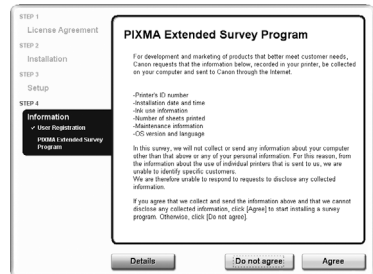 STEP 1
License Agreement
STEP 2
Installation
STEP 3
Setup
STEP 4
Information
✓ User Registration
PIXMA Extended Survey
Program
PIXMA Extended Survey Program
For development and marketing of products that better meet customer needs,
Canon requests that the information below, recorded in your printer, be collected
on your computer and sent to Canon through the Internet.
-Printer's ID number
-Installation date and time
-Ink use information
-Number of sheets printed
-Maintenance information
-OS version and language
In this survey, we will not collect or send any information about your computer
other than that above or any of your personal information. For this reason, from
the information about the use of individual printers that is sent to us, we are
unable to identify specific customers.
We are therefore unable to respond to requests to disclose any collected
information.
If you agree that we collect and send the information above and that we cannot
disclose any collected information, click [Agree] to start installing a survey
program. Otherwise, click [Do not agree].
Details
Do not agree
Agree